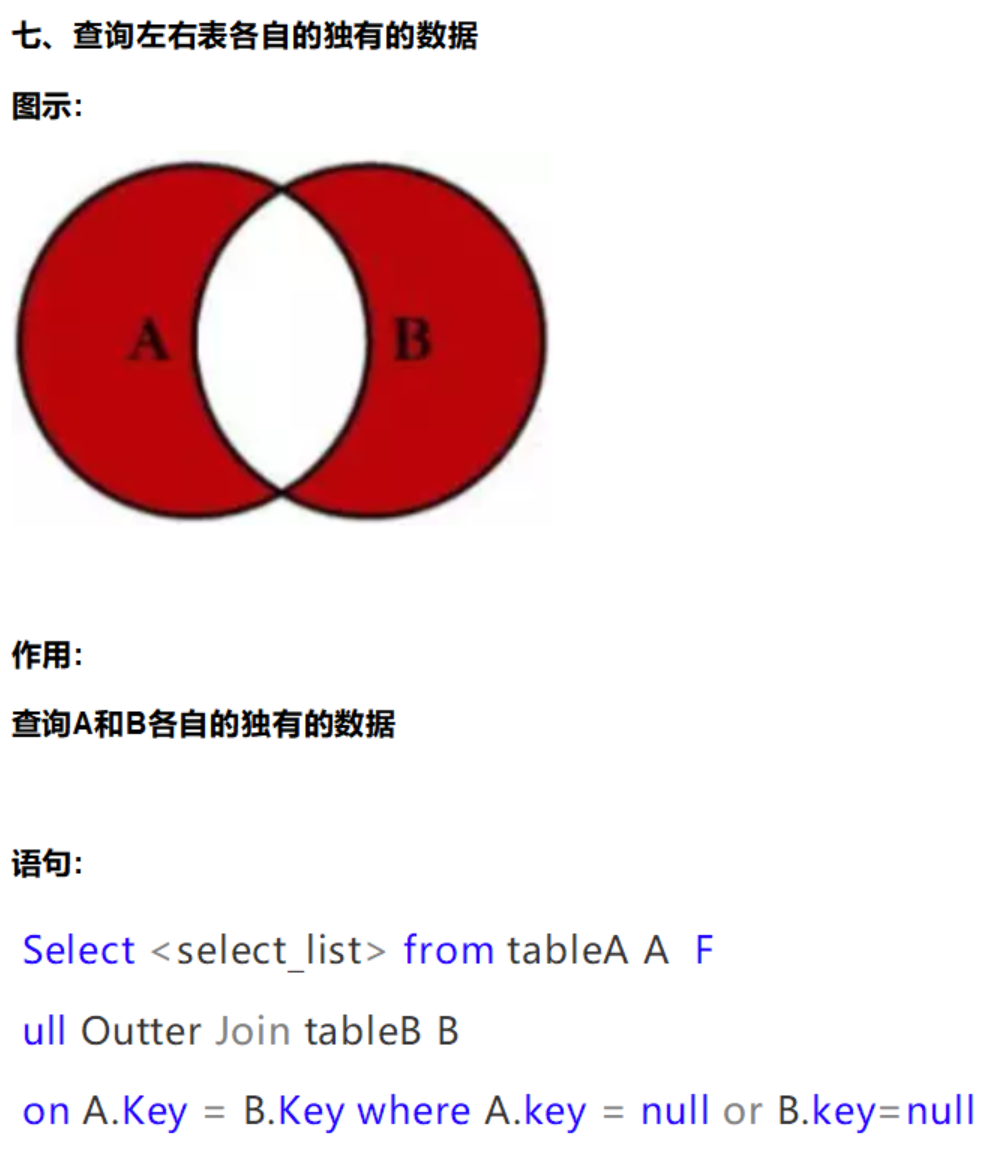 七、查询左右表各自的独有的数据
图示:
A B
作用:
查询A和B各自的独有的数据
语句:
Select <select_list> from tableA A F
ull Outter Join tableB B
on A.Key = B.Key where A.key = null or B.key=null